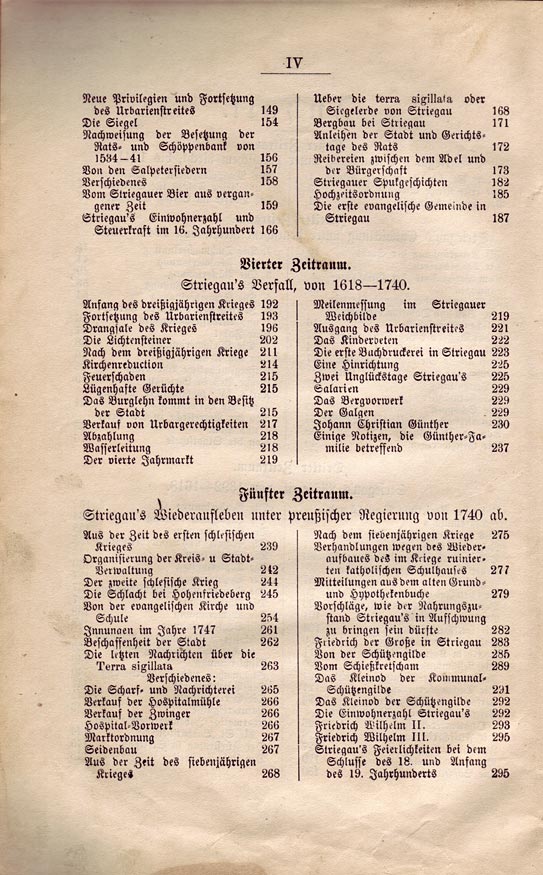 IV
Neue Privilegien und Fortsetzung
des Urbarienstreites 149
Die Siegel 154
Nachweisung der Besetzung der
Rats- und Schöppenbank von
1534–41 156
Von den Salpetersiedern 157
Verschiedenes 158
Vom Striegauer Bier aus vergan-
gener Zeit 159
Striegau's Einwohnerzahl und
Steuerkraft im 16. Jahrhundert 166
Ueber die terra sigillata oder
Siegelerde von Striegau 168
Bergbau bei Striegau 171
Anleihen der Stadt und Gerichts-
tage des Rats 172
Reibereien zwischen dem Adel und
der Bürgerschaft 173
Striegauer Spukgeschichten 182
Hochzeitsordnung 185
Die erste evangelische Gemeinde in
Striegau 187
Vierter Zeitraum.
Striegau's Verfall, von 1618—1740.
Anfang des dreißigjährigen Krieges 192
Fortsetzung des Urbarienstreites 193
Drangsale des Krieges 196
Die Lichtensteiner 202
Nach dem dreißigjährigen Kriege 211
Kirchenreduction 214
Feuerschaden 215
Lügenhafte Gerüchte 215
Das Burglehn kommt in den Besitz
der Stadt 215
Verkauf von Urbargerechtigkeiten 217
Abzahlung 218
Wasserleitung 218
Der vierte Jahrmarkt 219
Meilenmessung im Striegauer
Weichbilde 219
Ausgang des Urbarienstreites 221
Das Kinderbeten 222
Die erste Buchdruckerei in Striegau 223
Eine Hinrichtung 225
Zwei Unglückstage Striegau's 225
Salarien 229
Das Bergvorwerk 229
Der Galgen 229
Johann Christian Günther 230
Einige Notizen, die Günther-Fa-
milie betreffend 237
Fünfter Zeitraum.
Striegau's Wiederaufleben unter preußischer Regierung von 1740 ab.
Aus der Zeit des ersten schlesischen
Krieges 239
Organisierung der Kreis- u Stadt-
Verwaltung 242
Der zweite schlesische Krieg 244
Die Schlacht bei Hohenfriedeberg 245
Von der evangelischen Kirche und
Schule 254
Innungen im Jahre 1747 261
Beschaffenheit der Stadt 262
Die letzten Nachrichten über die
Terra sigillata 263
Verschiedenes:
Die Scharf- und Nachrichterei 265
Verkauf der Hospitalmühle 266
Verkauf der Zwinger 266
Hospital-Vorwerk 266
Marktordnung 267
Seidenbau 267
Aus der Zeit des siebenjährigen
Krieges 268
Nach dem siebenjährigen Kriege 275
Verhandlungen wegen des Wieder-
aufbaues des im Kriege ruinier-
ten katholischen Schulhauses 277
Mitteilungen aus dem alten Grund-
und Hypothekenbuche 279
Vorschläge, wie der Nahrungszu-
stand Striegau's in Aufschwung
zu bringen sein dürfte 282
Friedrich der Große in Striegau 283
Von der Schützengilde 285
Vom Schießkretscham 289
Das Kleinod der Kommunal-
Schützengilde 291
Das Kleinod der Schützengilde 292
Die Einwohnerzahl Striegau's 292
Friedrich Wilhelm II. 293
Friedrich Wilhelm III. 295
Striegau's Feierlichkeiten bei dem
Schlusse des 18. und Anfang
des 19. Jahrhunderts 295